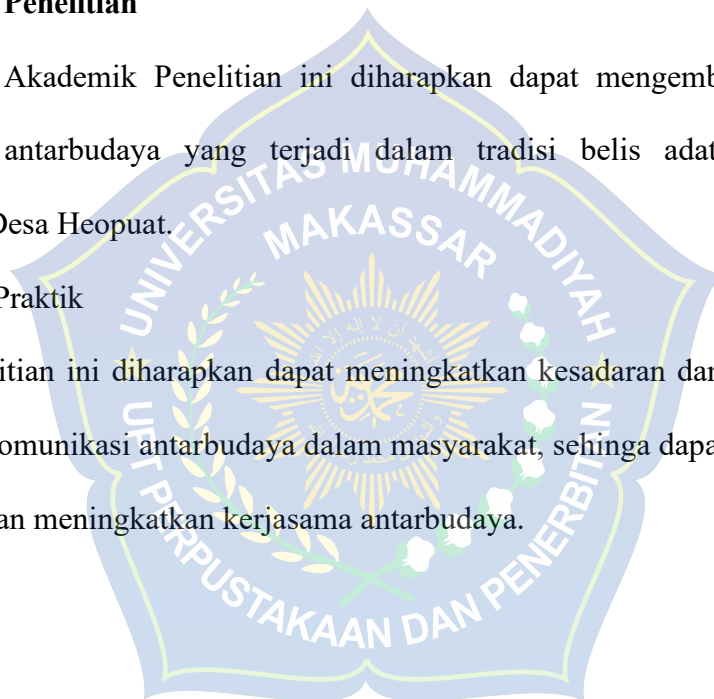 Penelitian
Akademik Penelitian ini diharapkan dapat mengemb
antarbudaya yang terjadi dalam tradisi belis adat
Desa Heopuat.
Praktik
itian ini diharapkan dapat meningkatkan kesadaran dan
omunikasi antarbudaya dalam masyarakat, sehinga dapa
an meningkatkan kerjasama antarbudaya.
UNIVERSITAS MUHAMMADIYAH
MAKASSAR
UPT PERPUSTAKAAN DAN PENERBITAN